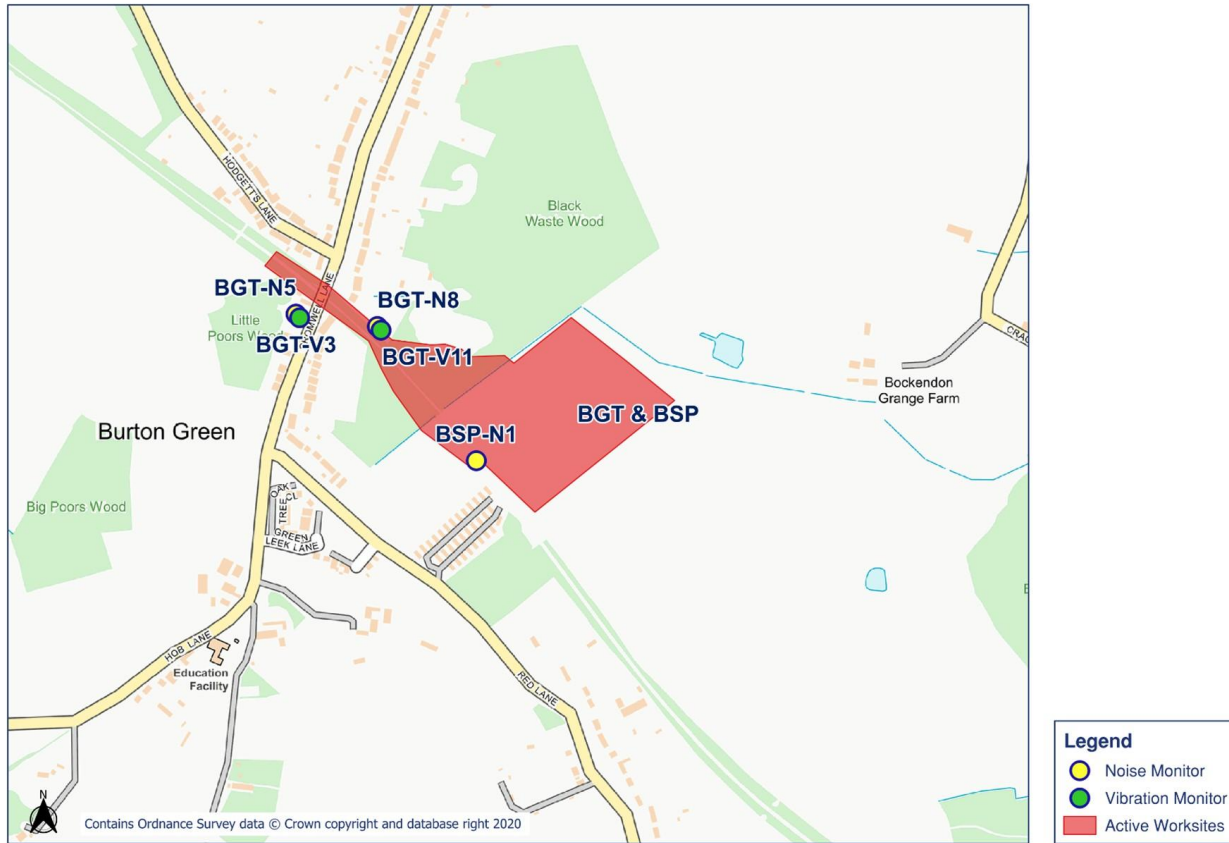 HODGETT'S LANE
Black
Waste Wood
BGT-N5
BGT-N8
Little
Poors Wood
CROMWELL LANE
BGT-V3
BGT-V11
BGT & BSP
Bockendon
Grange Farm
Burton Green
BSP-N1
Big Poors Wood
OAK
TREE
CL
GREEN
LEEK LANE
HOB LANE
Education
Facility
RED LANE
N
Contains Ordnance Survey data © Crown copyright and database right 2020
Legend
Noise Monitor
Vibration Monitor
Active Worksites